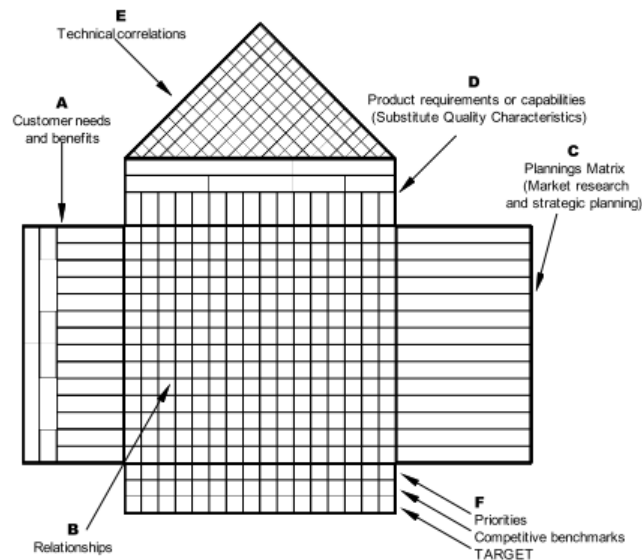 E
Technical correlations
A
Customer needs
and benefits
D
Product requirements or capabilities
(Substitute Quality Characteristics)
C
Plannings Matrix
(Market research
and strategic planning)
B
Relationships
F
Priorities
Competitive benchmarks
TARGET